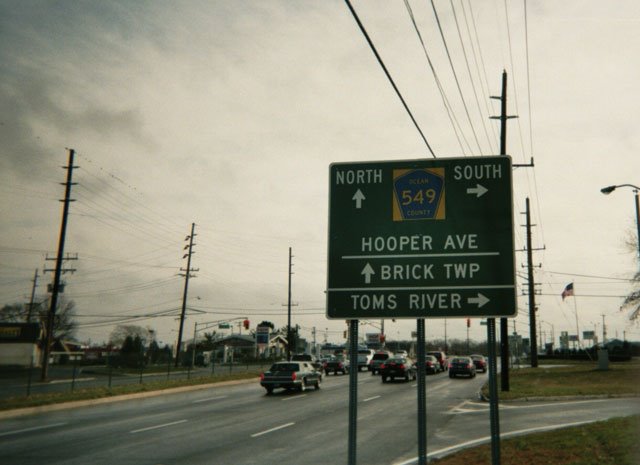 NORTH OCEAN SOUTH
549
COUNTY
HOOPER AVE
BRICK TWP
TOMS RIVER